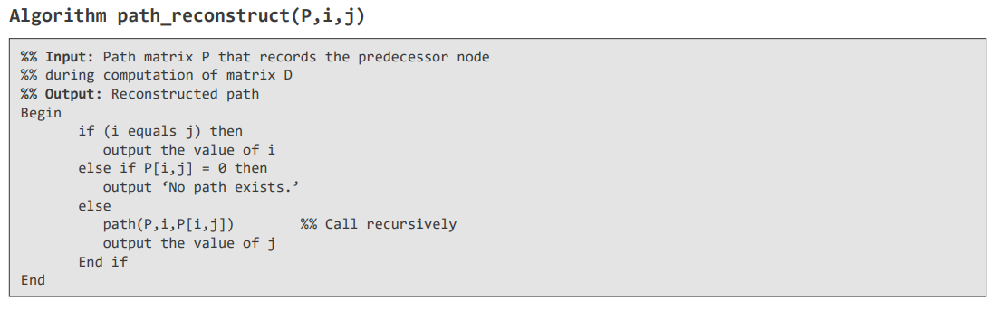 Algorithm path_reconstruct(P,i,j)
%% Input: Path matrix P that records the predecessor node
%% during computation of matrix D
%% Output: Reconstructed path
Begin
if (i equals j) then
output the value of i
else if P[i,j] = 0 then
output ‘No path exists.’
else
path(P,i,P[i,j]) %% Call recursively
output the value of j
End if
End